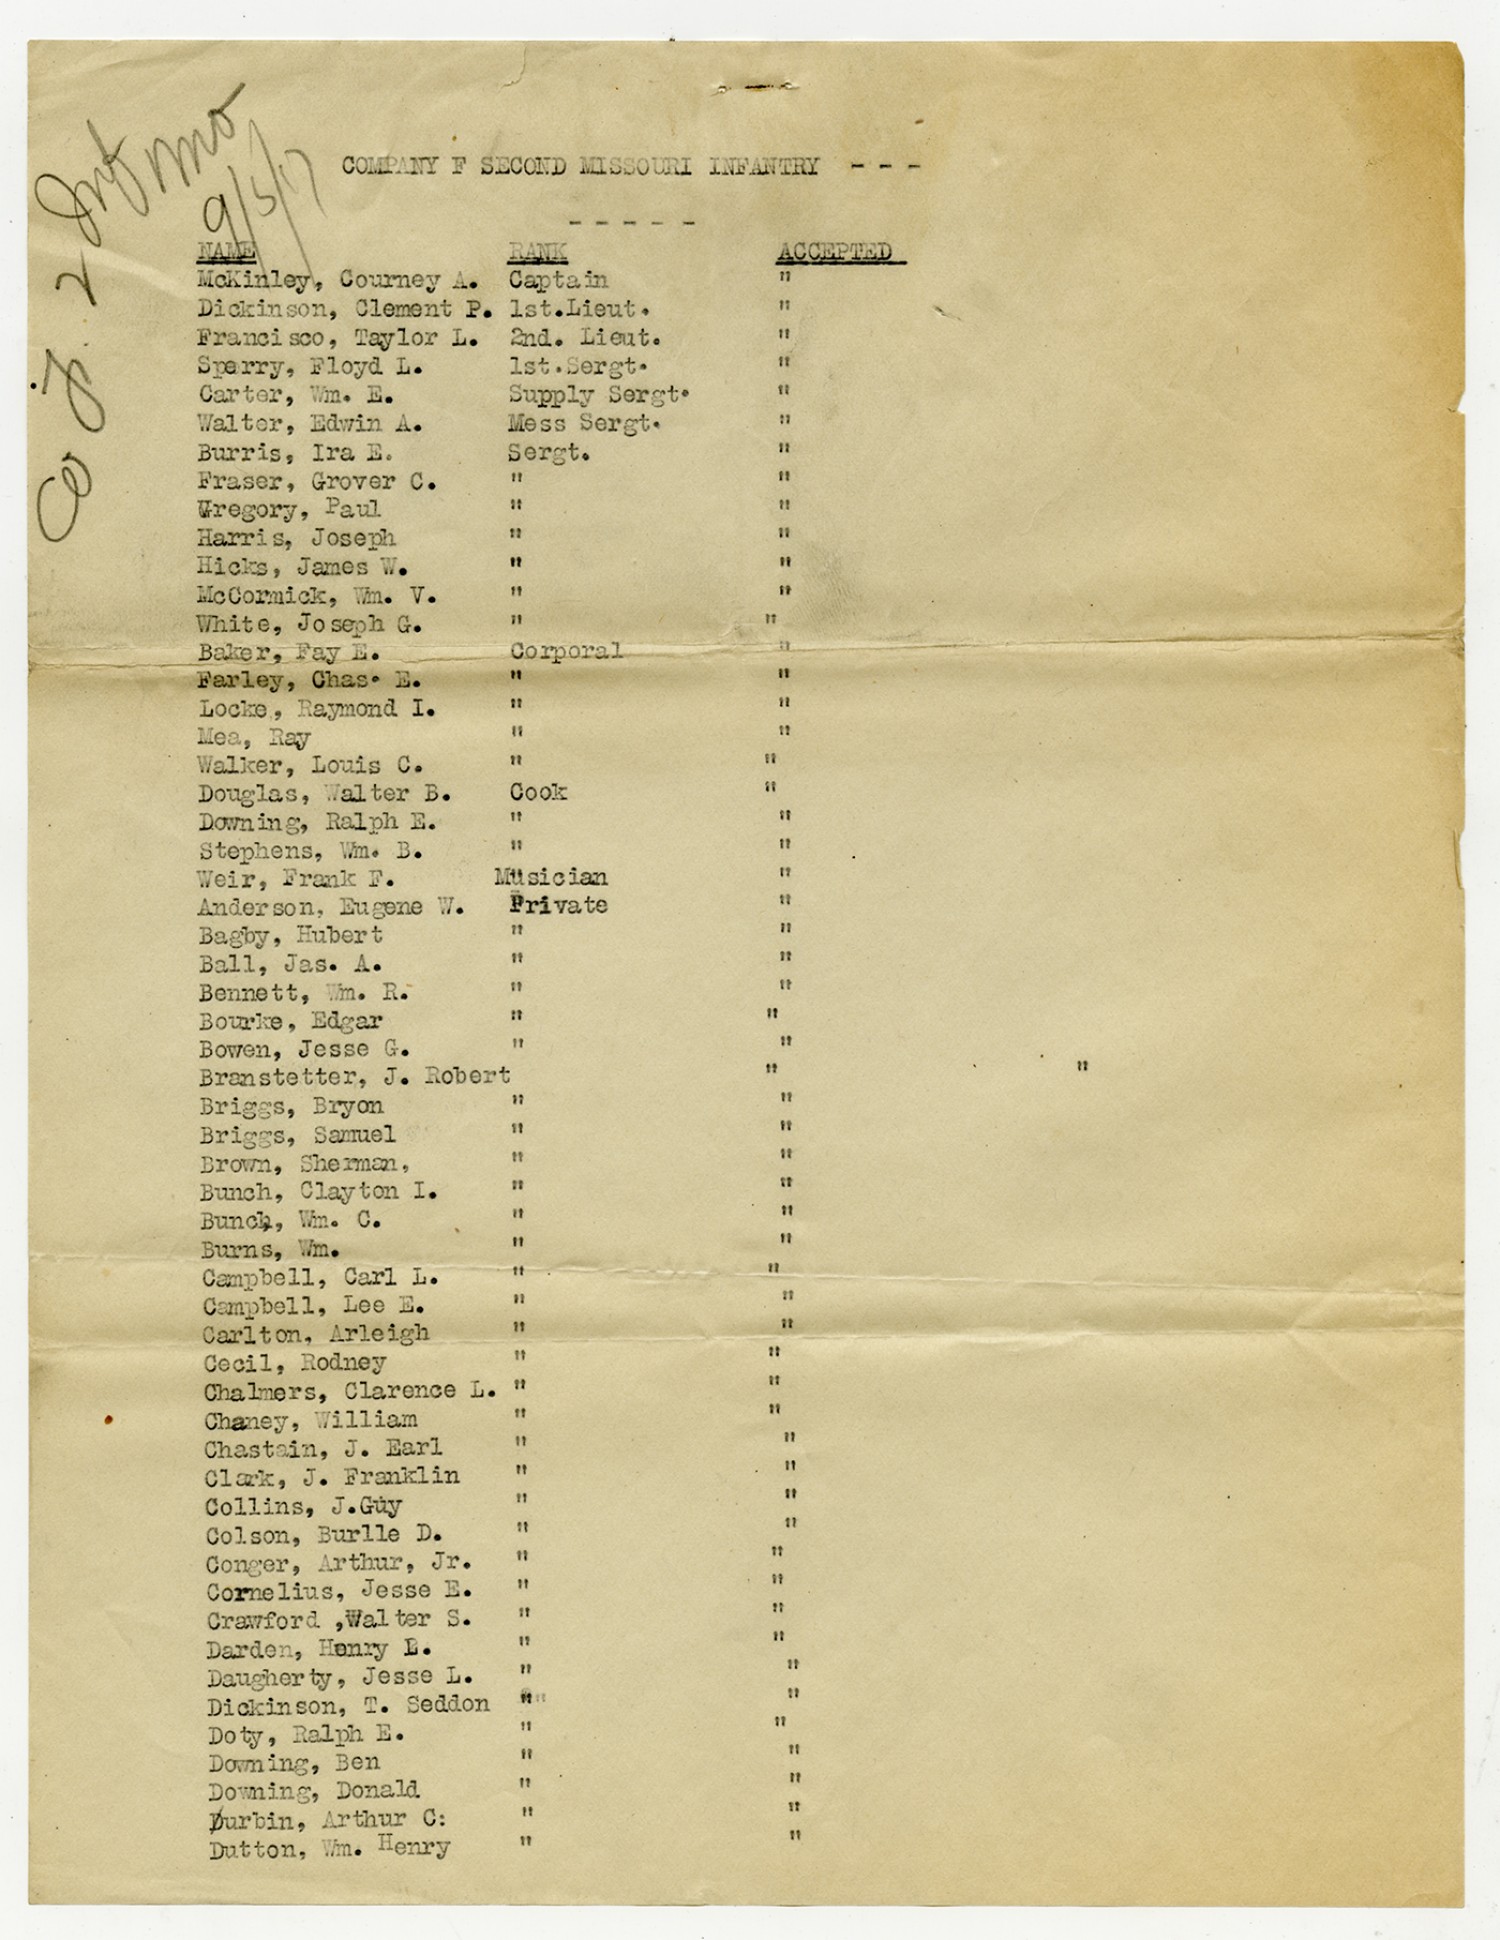 Co F. 2 Inf Mo
9/5/17
COMPANY F SECOND MISSOURI INFANTRY - - -
- - - - -
NAME RANK ACCEPTED
McKinley, Courney A. Captain "
Dickinson, Clement P. 1st.Lieut. "
Francisco, Taylor L. 2nd. Lieut. "
Sparry, Floyd L. 1st.Sergt. "
Carter, Wm. E. Supply Sergt. "
Walter, Edwin A. Mess Sergt. "
Burris, Ira E. Sergt. "
Fraser, Grover C. " "
Gregory, Paul " "
Harris, Joseph " "
Hicks, James W. " "
McCormick, Wm. V. " "
White, Joseph G. " "
Baker, Fay E. Corporal "
Farley, Chas. E. " "
Locke, Raymond I. " "
Mea, Ray " "
Walker, Louis C. " "
Douglas, Walter B. Cook "
Downing, Ralph E. " "
Stephens, Wm. B. " "
Weir, Frank F. Musician "
Anderson, Eugene W. Private "
Bagby, Hubert " "
Ball, Jas. A. " "
Bennett, Wm. R. " "
Bourke, Edgar " "
Bowen, Jesse G. " "
Branstetter, J. Robert " "
Briggs, Bryon " "
Briggs, Samuel " "
Brown, Sherman, " "
Bunch, Clayton I. " "
Bunch, Wm. C. " "
Burns, Wm. " "
Campbell, Carl L. " "
Campbell, Lee E. " "
Carlton, Arleigh " "
Cecil, Rodney " "
Chalmers, Clarence L. " "
Chaney, William " "
Chastain, J. Earl " "
Clark, J. Franklin " "
Collins, J.Guy " "
Colson, Burlle D. " "
Conger, Arthur, Jr. " "
Cornelius, Jesse E. " "
Crawford ,Walter S. " "
Darden, Henry B. " "
Daugherty, Jesse L. " "
Dickinson, T. Seddon " "
Doty, Ralph E. " "
Downing, Ben " "
Downing, Donald " "
Durbin, Arthur C: " "
Dutton, Wm. Henry " "